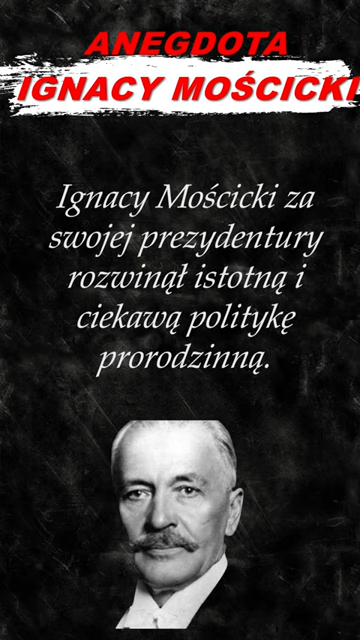 ANEGDOTA
IGNACY MOŚCICKI
Ignacy Mościcki za
swojej prezydentury
rozwinął istotną i
ciekawą politykę
prorodzinną.